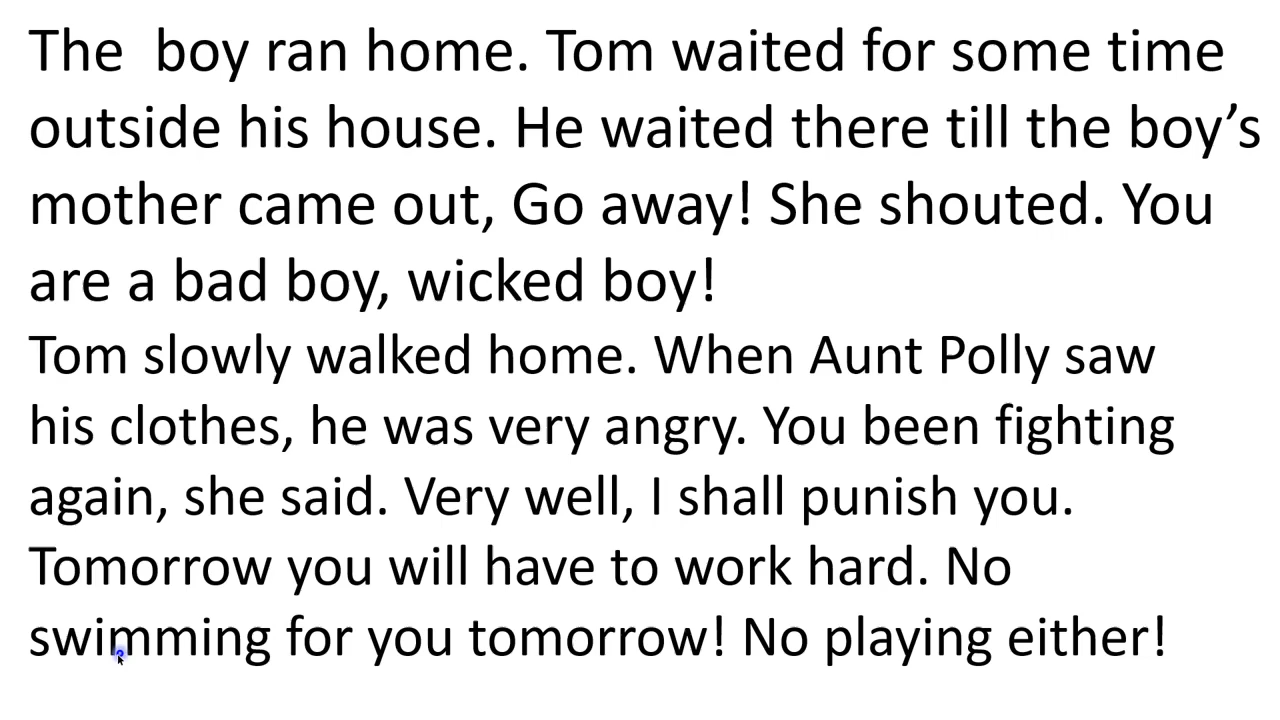 The  boy ran home. Tom waited for some time
outside his house. He waited there till the boy’s
mother came out, Go away! She shouted. You
are a bad boy, wicked boy!
Tom slowly walked home. When Aunt Polly saw
his clothes, he was very angry. You been fighting
again, she said. Very well, I shall punish you.
Tomorrow you will have to work hard. No
swimming for you tomorrow! No playing either!